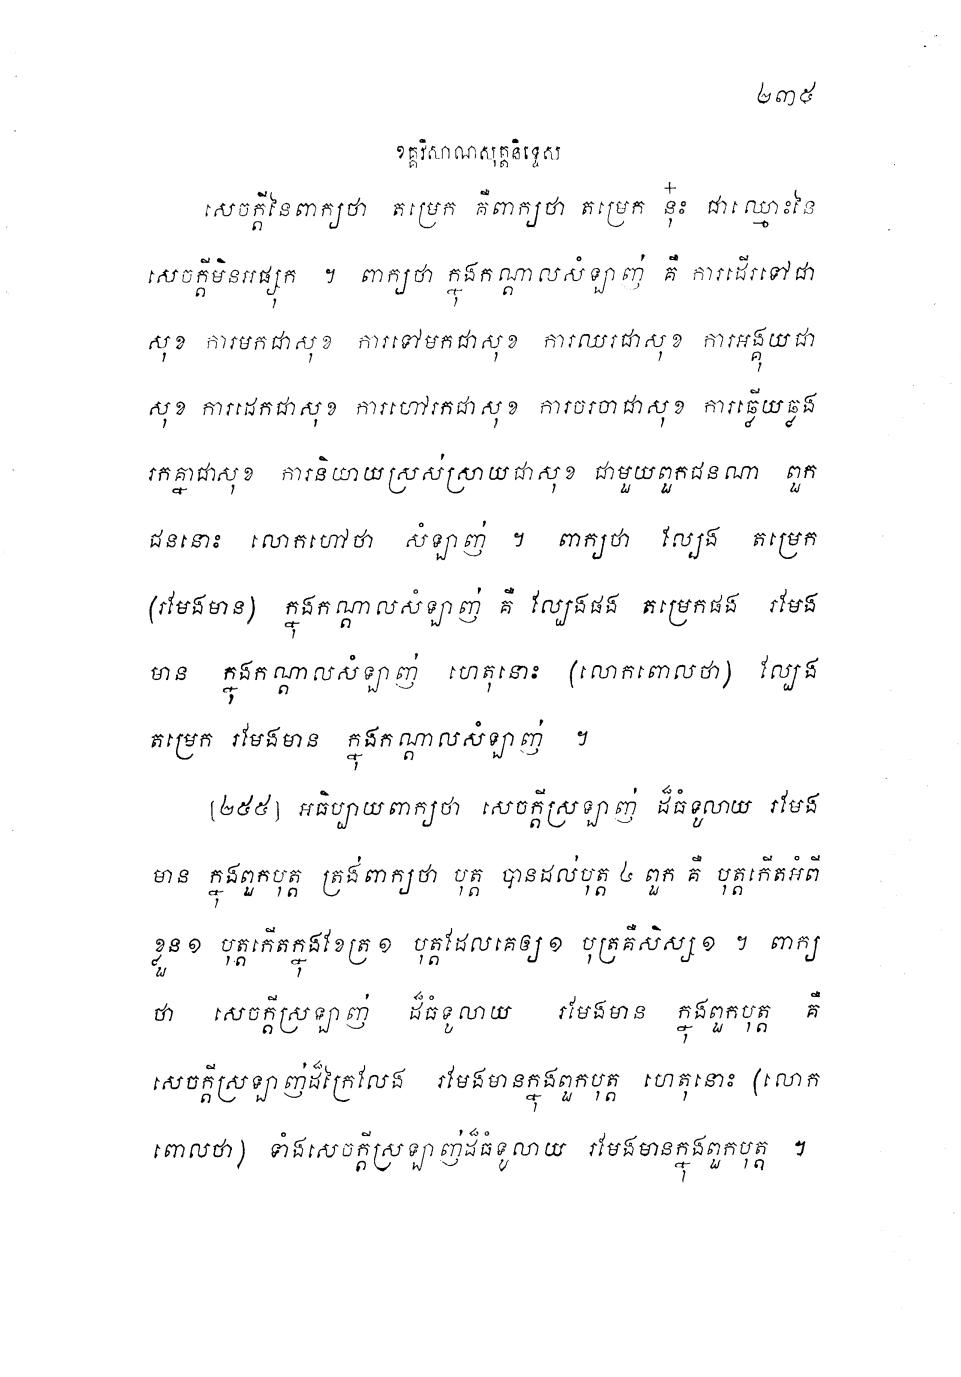 ២៣៥
ខគ្គវិសាណសុត្តនិទ្ទេស
សេចក្តីនៃពាក្យថា តម្រេក គឺពាក្យថា តម្រេក នុ៎ះ ជាឈ្មោះនៃ
សេចក្តីមិនអផ្សុក ។ ពាក្យថា ក្នុងកណ្តាលសំឡាញ់ គឺ ការដើរទៅជា
សុខ ការមកជាសុខ ការទៅមកជាសុខ ការឈរជាសុខ ការអង្គុយជា
សុខ ការដេកជាសុខ ការហៅរកជាសុខ ការចរចាជាសុខ ការឆ្លើយឆ្លង
រកគ្នាជាសុខ ការនិយាយស្រស់ស្រាយជាសុខ ជាមួយពួកជនណា ពួក
ជននោះ លោកហៅថា សំឡាញ់ ។ ពាក្យថា ល្បែង តម្រេក
(រមែងមាន) ក្នុងកណ្តាលសំឡាញ់ គឺ ល្បែងផង តម្រេកផង រមែង
មាន ក្នុងកណ្តាលសំឡាញ់ ហេតុនោះ (លោកពោលថា) ល្បែង
តម្រេក រមែងមាន ក្នុងកណ្តាលសំឡាញ់ ។
[២៥៥] អធិប្បាយពាក្យថា សេចក្តីស្រឡាញ់ ដ៏ធំទូលាយ រមែង
មាន ក្នុងពួកបុត្ត ត្រង់ពាក្យថា បុត្ត បានដល់បុត្ត ៤ ពួក គឺ បុត្តកើតអំពី
ខ្លួន ១ បុត្តកើតក្នុងខែត្រ ១ បុត្តដែលគេឲ្យ ១ បុត្រគឺសិស្ស ១ ។ ពាក្យ
ថា សេចក្តីស្រឡាញ់ ដ៏ធំទូលាយ រមែងមាន ក្នុងពួកបុត្ត គឺ
សេចក្តីស្រឡាញ់ដ៏ក្រៃលែង រមែងមានក្នុងពួកបុត្ត ហេតុនោះ (លោក
ពោលថា) ទាំងសេចក្តីស្រឡាញ់ដ៏ធំទូលាយ រមែងមានក្នុងពួកបុត្ត ។